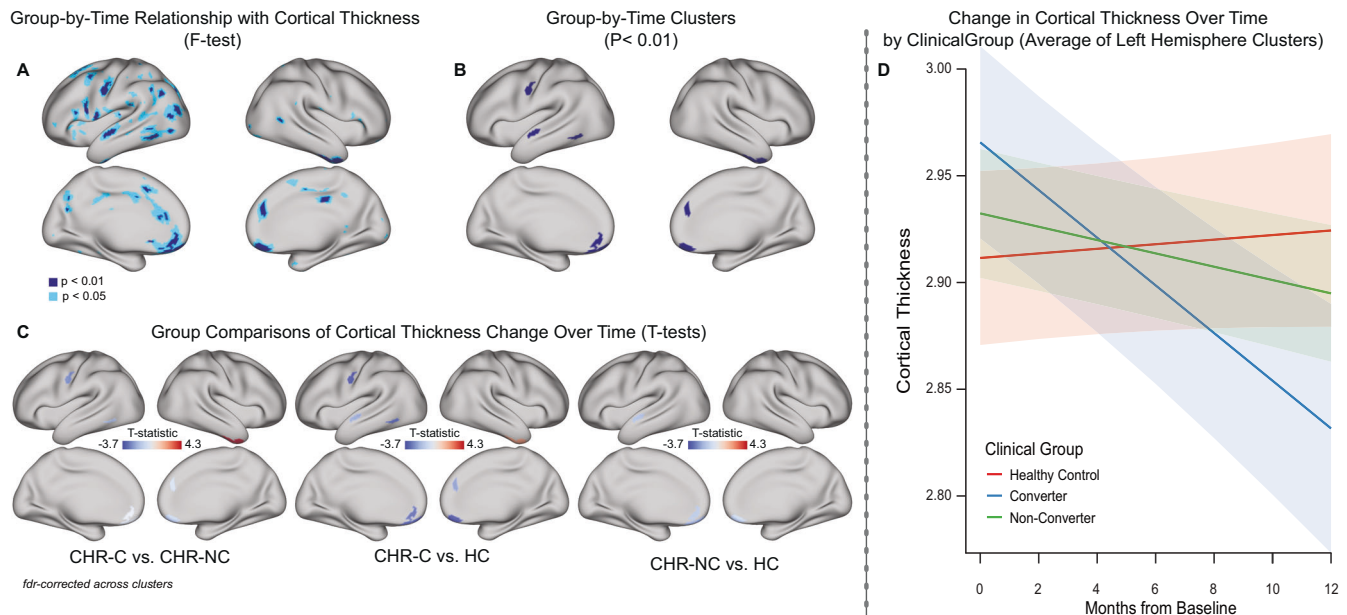 Group-by-Time Relationship with Cortical Thickness
(F-test)
A
p < 0.01
p < 0.05
Group-by-Time Clusters
(P< 0.01)
B
C
Group Comparisons of Cortical Thickness Change Over Time (T-tests)
T-statistic
-3.7 4.3
T-statistic
-3.7 4.3
T-statistic
-3.7 4.3
CHR-C vs. CHR-NC
CHR-C vs. HC
CHR-NC vs. HC
fdr-corrected across clusters
Change in Cortical Thickness Over Time
by ClinicalGroup (Average of Left Hemisphere Clusters)
D
Cortical Thickness
3.00
2.95
2.90
2.85
2.80
Clinical Group
Healthy Control
Converter
Non-Converter
0 2 4 6 8 10 12
Months from Baseline